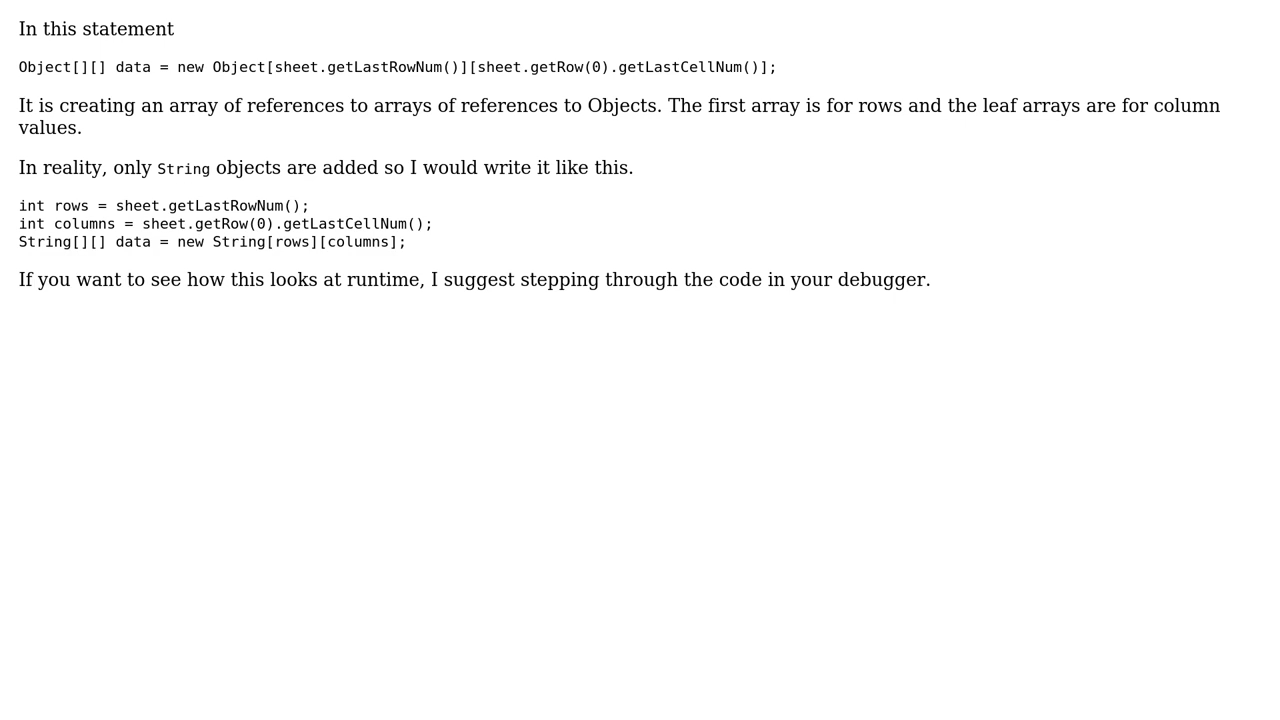 In this statement
Object[][] data = new Object[sheet.getLastRowNum()][sheet.getRow(0).getLastCellNum()];
It is creating an array of references to arrays of references to Objects. The first array is for rows and the leaf arrays are for column
values.
In reality, only String objects are added so I would write it like this.
int rows = sheet.getLastRowNum();
int columns = sheet.getRow(0).getLastCellNum();
String[][] data = new String[rows][columns];
If you want to see how this looks at runtime, I suggest stepping through the code in your debugger.